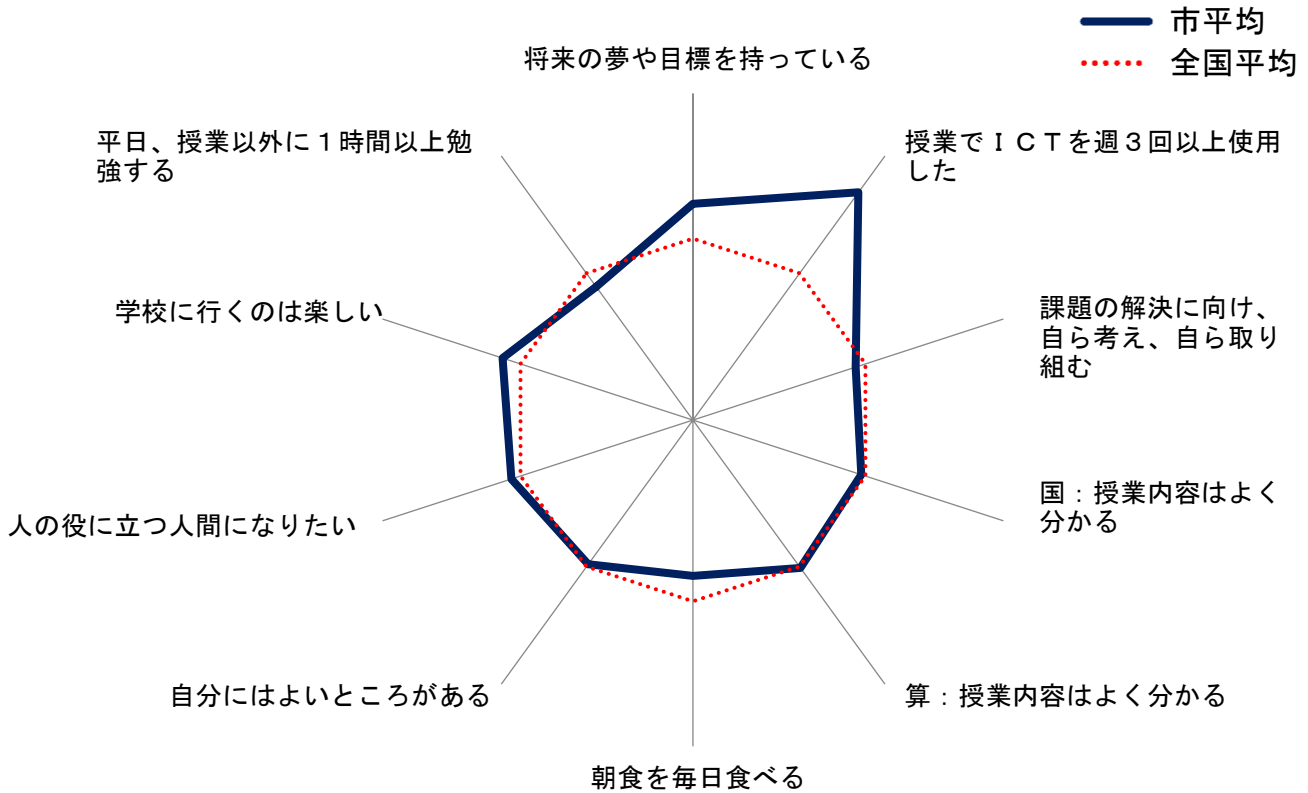 市平均
全国平均
将来の夢や目標を持っている
授業でＩＣＴを週３回以上使用
した
課題の解決に向け、
自ら考え、自ら取り
組む
国：授業内容はよく
分かる
算：授業内容はよく分かる
朝食を毎日食べる
自分にはよいところがある
人の役に立つ人間になりたい
学校に行くのは楽しい
平日、授業以外に１時間以上勉
強する